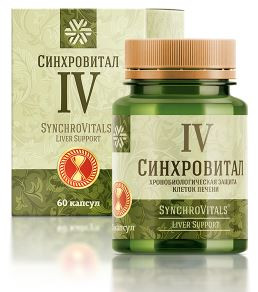 Синхровитал
IV
SynchroVitals
Liver Support
60 капсул
IV
Синхровитал
хронобиологическая защита
клеток печени
SynchroVitals
Liver Support